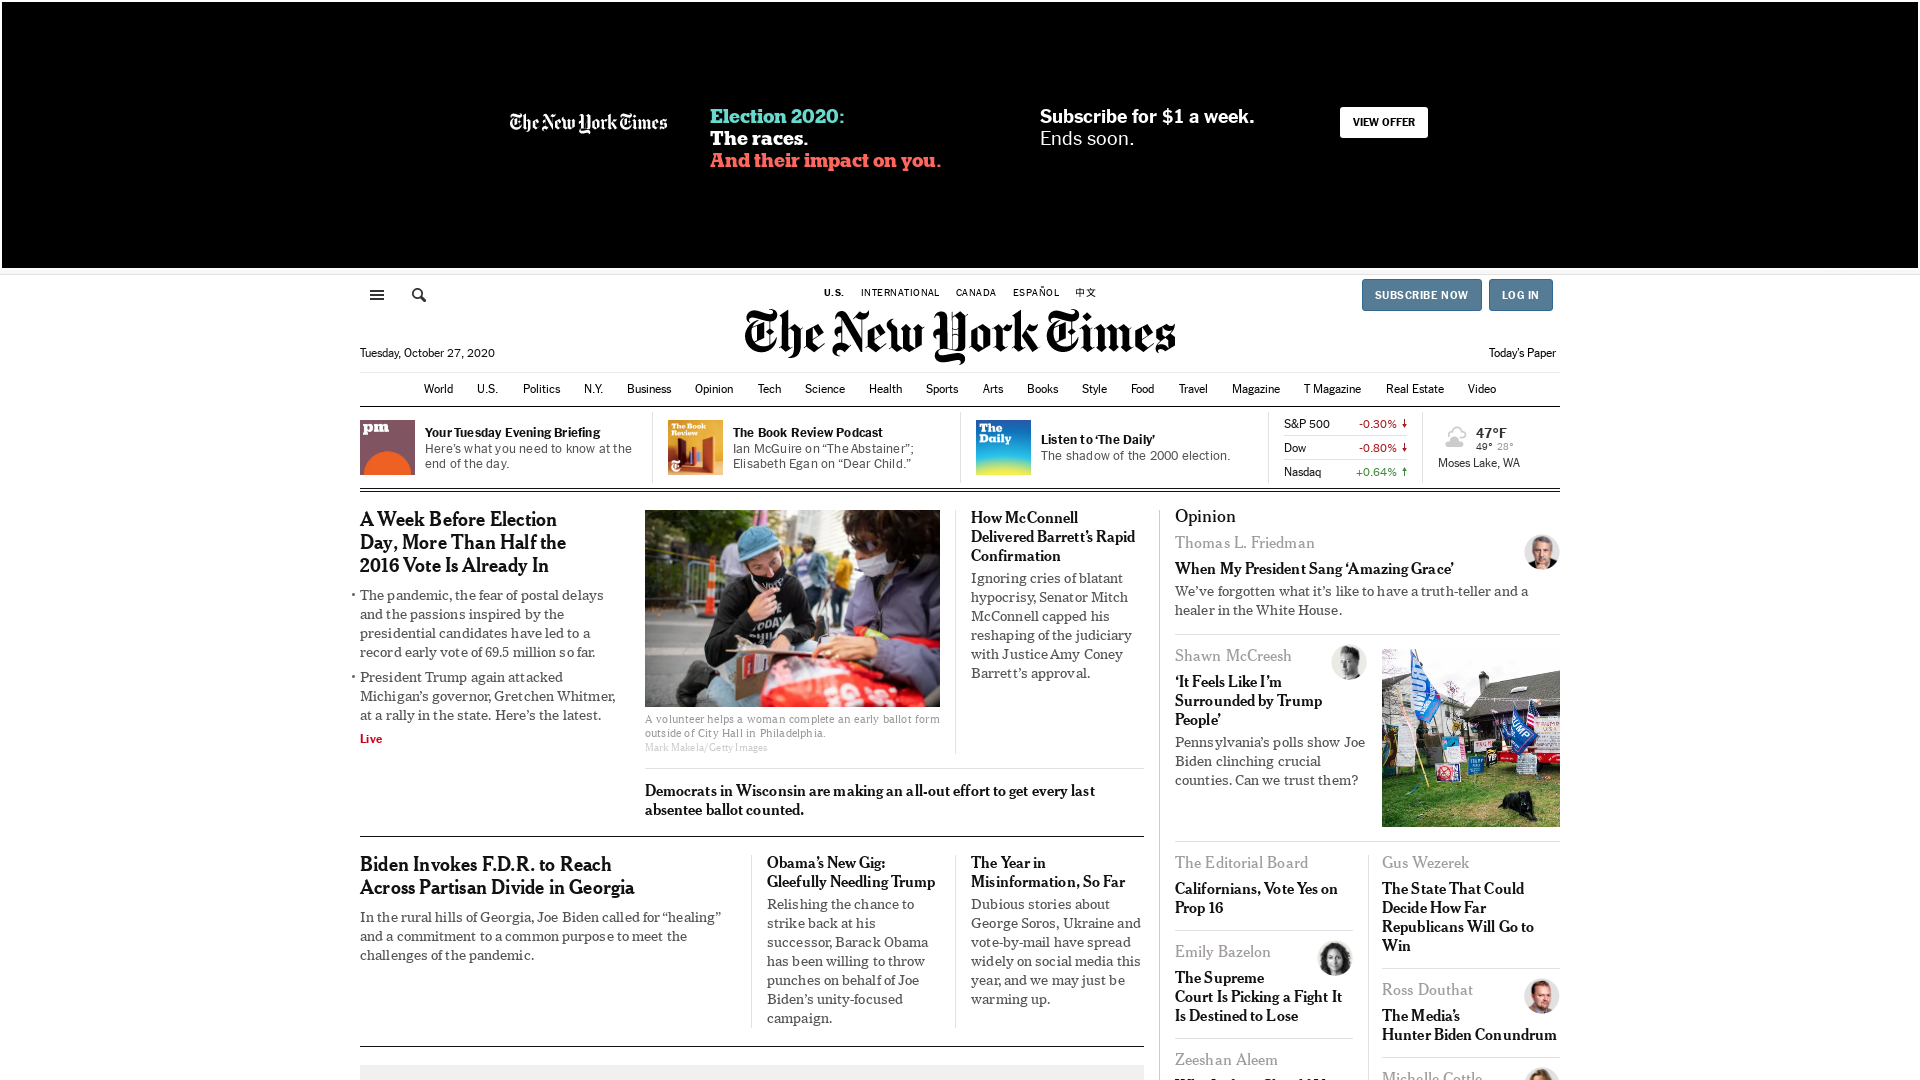 The New York Times
Election 2020:
The races.
And their impact on you.
Subscribe for $1 a week.
Ends soon.
VIEW OFFER
U.S. INTERNATIONAL CANADA ESPAÑOL 中文
SUBSCRIBE NOW LOG IN
The New York Times
Tuesday, October 27, 2020
Today's Paper
World U.S. Politics N.Y. Business Opinion Tech Science Health Sports Arts Books Style Food Travel Magazine T Magazine Real Estate Video
pm
Your Tuesday Evening Briefing
Here's what you need to know at the
end of the day.
The Book
Review
The Book Review Podcast
Ian McGuire on “The Abstainer”;
Elisabeth Egan on “Dear Child.”
The
Daily
Listen to ‘The Daily’
The shadow of the 2000 election.
S&P 500 -0.30% ↓
Dow -0.80% ↓
Nasdaq +0.64% ↑
47°F
49° 28°
Moses Lake, WA
A Week Before Election
Day, More Than Half the
2016 Vote Is Already In
• The pandemic, the fear of postal delays
and the passions inspired by the
presidential candidates have led to a
record early vote of 69.5 million so far.
• President Trump again attacked
Michigan's governor, Gretchen Whitmer,
at a rally in the state. Here's the latest.
Live
A volunteer helps a woman complete an early ballot form
outside of City Hall in Philadelphia.
Mark Makela/Getty Images
How McConnell
Delivered Barrett's Rapid
Confirmation
Ignoring cries of blatant
hypocrisy, Senator Mitch
McConnell capped his
reshaping of the judiciary
with Justice Amy Coney
Barrett's approval.
Democrats in Wisconsin are making an all-out effort to get every last
absentee ballot counted.
Biden Invokes F.D.R. to Reach
Across Partisan Divide in Georgia
In the rural hills of Georgia, Joe Biden called for “healing”
and a commitment to a common purpose to meet the
challenges of the pandemic.
Obama's New Gig:
Gleefully Needling Trump
Relishing the chance to
strike back at his
successor, Barack Obama
has been willing to throw
punches on behalf of Joe
Biden's unity-focused
campaign.
The Year in
Misinformation, So Far
Dubious stories about
George Soros, Ukraine and
vote-by-mail have spread
widely on social media this
year, and we may just be
warming up.
Opinion
Thomas L. Friedman
When My President Sang ‘Amazing Grace’
We've forgotten what it's like to have a truth-teller and a
healer in the White House.
Shawn McCreesh
‘It Feels Like I'm
Surrounded by Trump
People’
Pennsylvania's polls show Joe
Biden clinching crucial
counties. Can we trust them?
The Editorial Board
Californians, Vote Yes on
Prop 16
Emily Bazelon
The Supreme
Court Is Picking a Fight It
Is Destined to Lose
Zeeshan Aleem
Gus Wezerek
The State That Could
Decide How Far
Republicans Will Go to
Win
Ross Douthat
The Media's
Hunter Biden Conundrum
Michelle Cottle